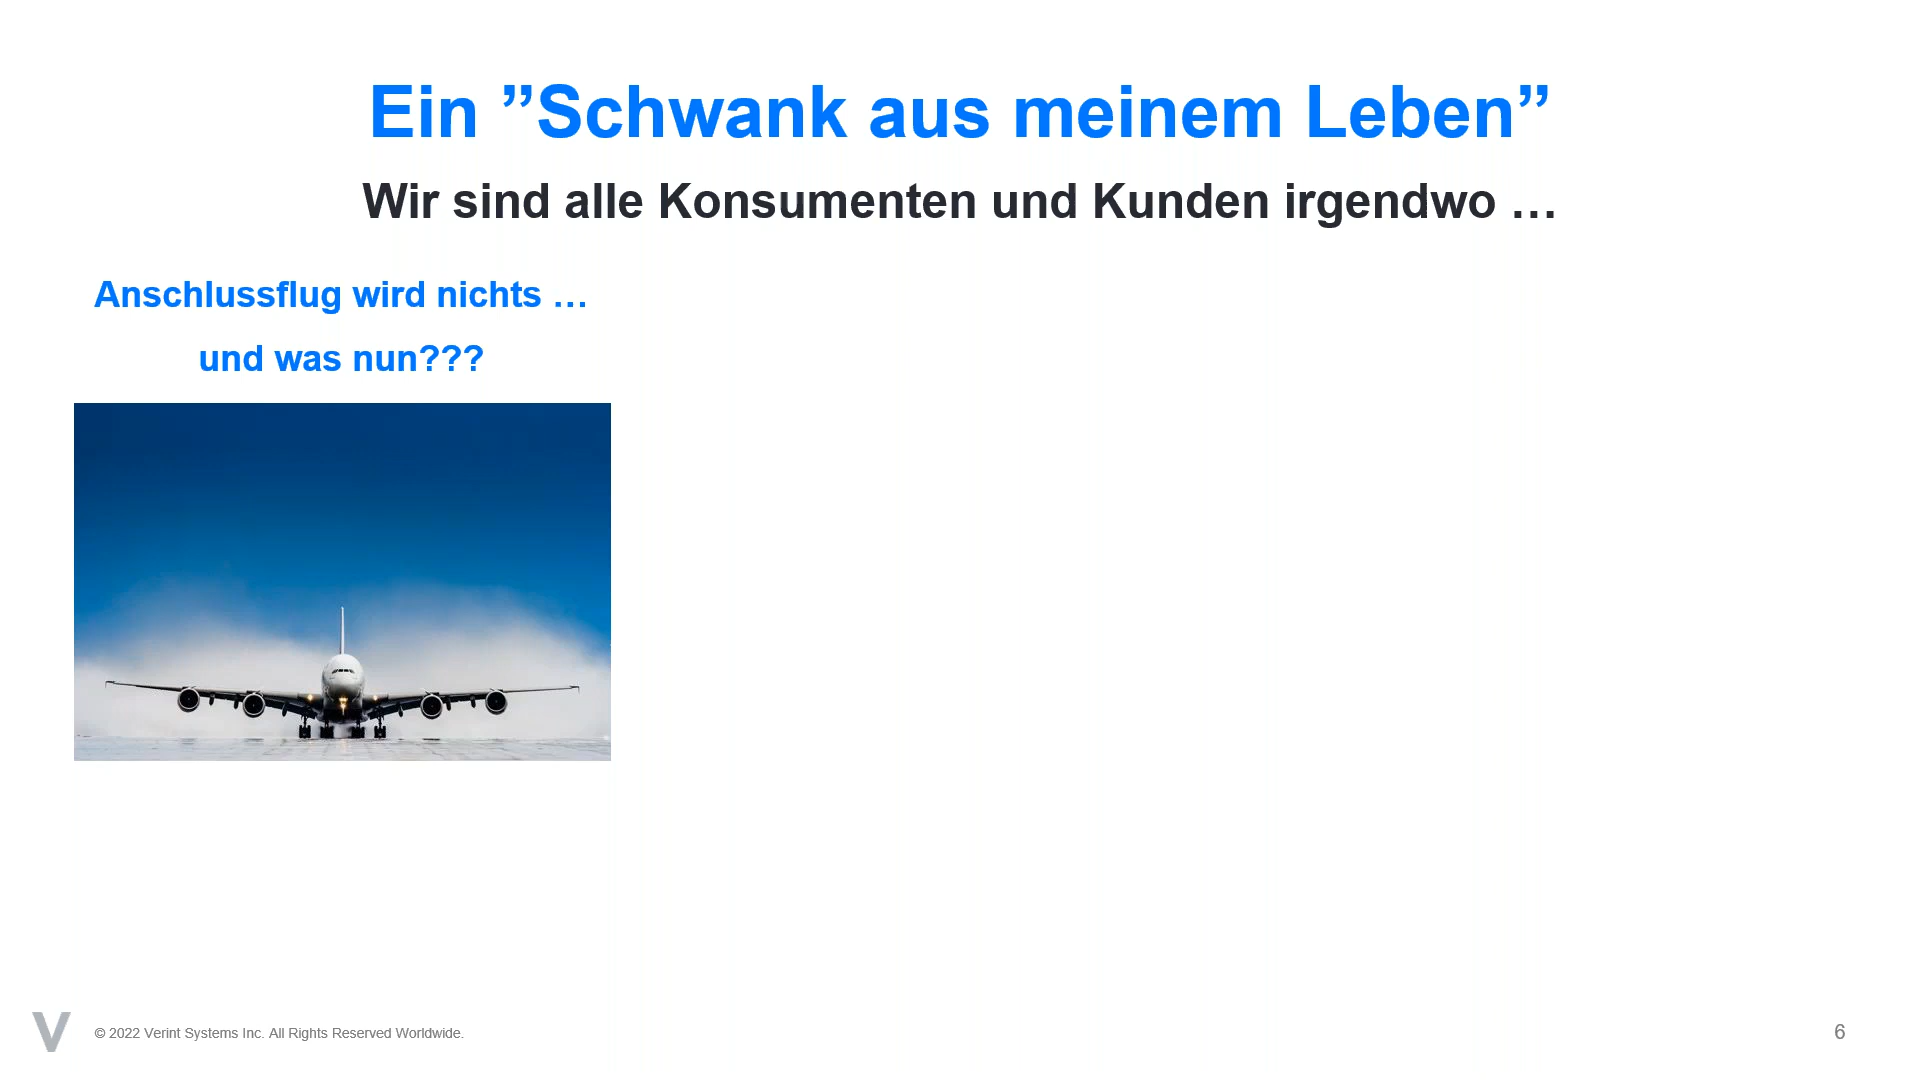 Ein ”Schwank aus meinem Leben”
Wir sind alle Konsumenten und Kunden irgendwo …
Anschlussflug wird nichts …
und was nun???
V
© 2022 Verint Systems Inc. All Rights Reserved Worldwide.
6